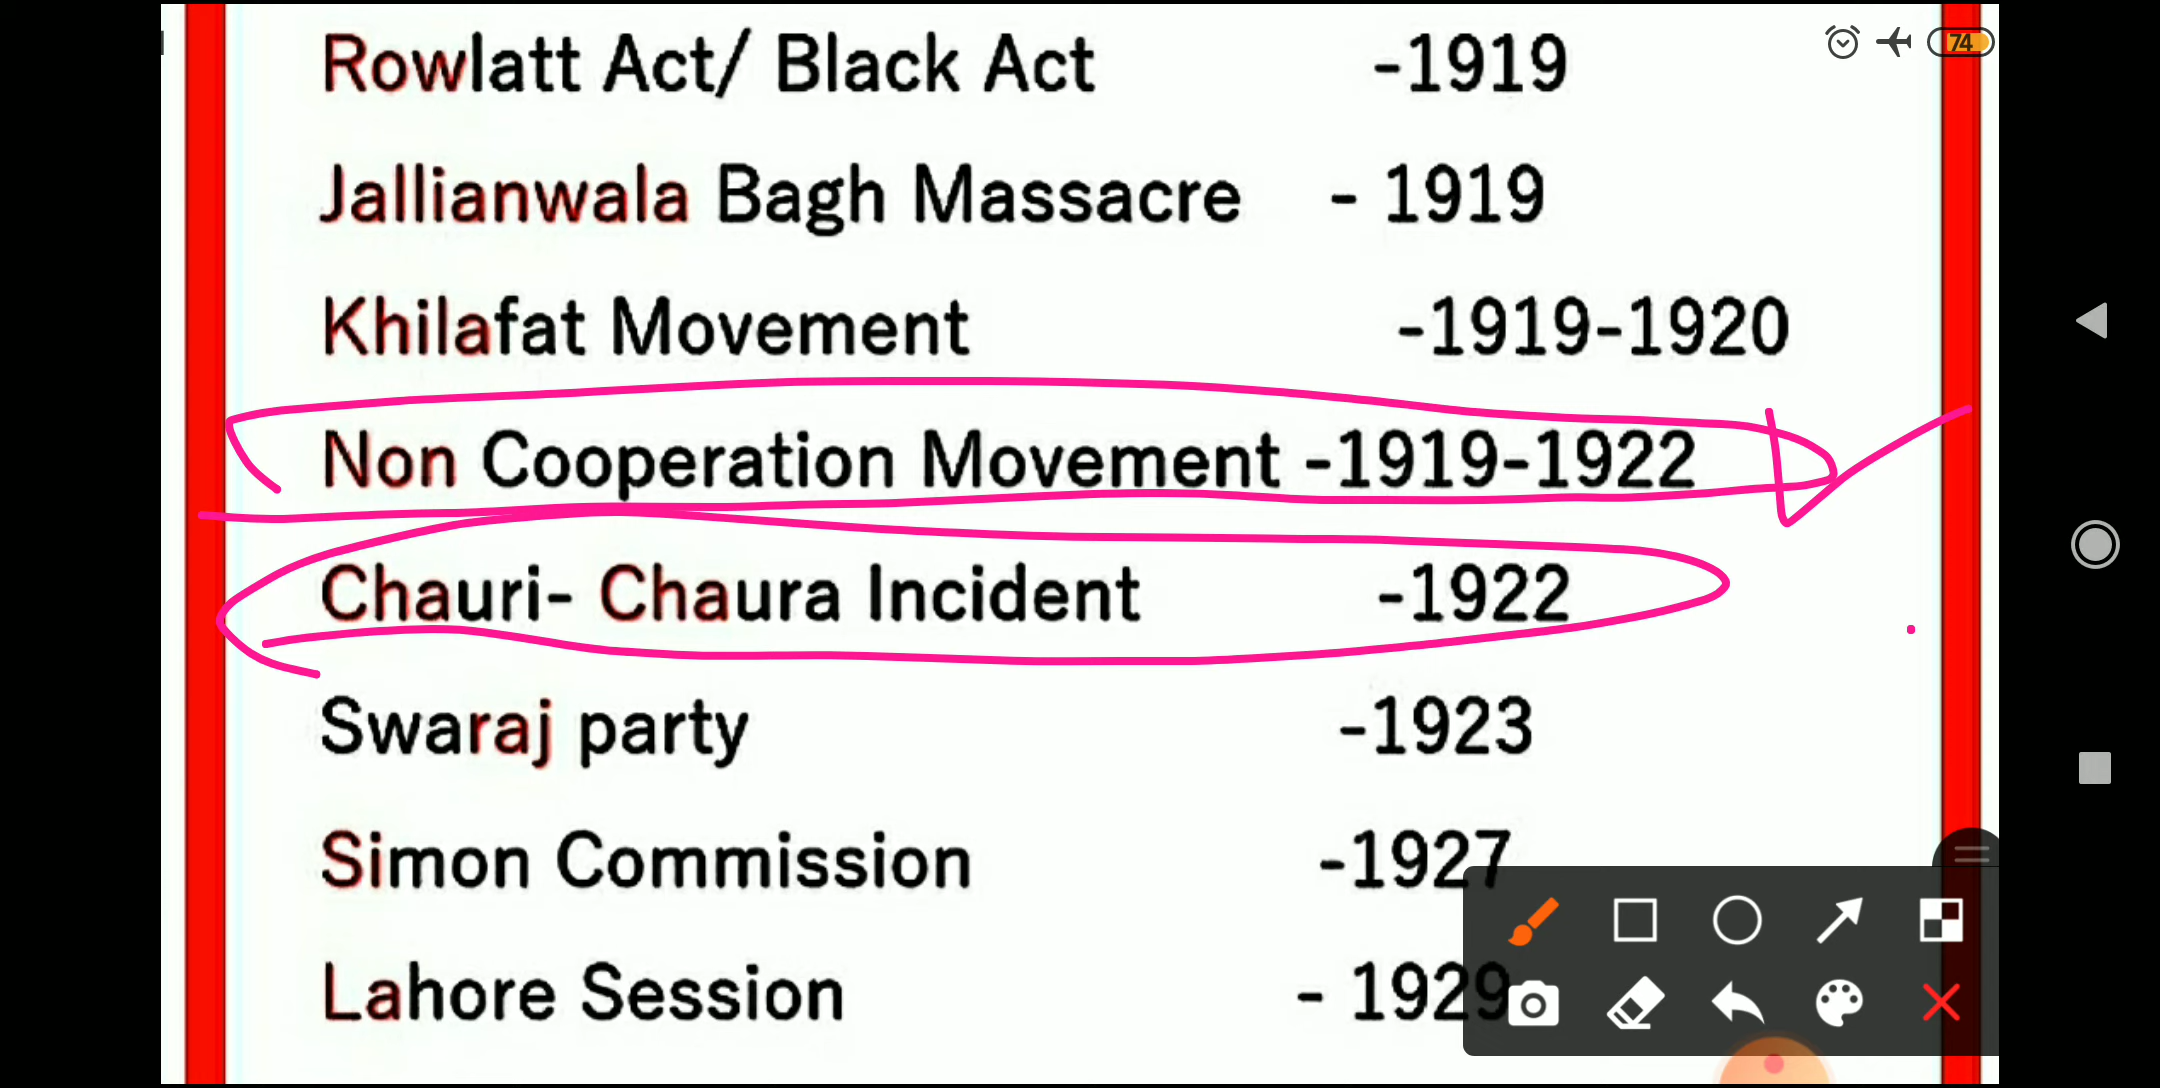 74
Rowlatt Act/ Black Act -1919
Jallianwala Bagh Massacre - 1919
Khilafat Movement -1919-1920
Non Cooperation Movement -1919-1922
Chauri- Chaura Incident -1922
Swaraj party -1923
Simon Commission -1927
Lahore Session - 1929